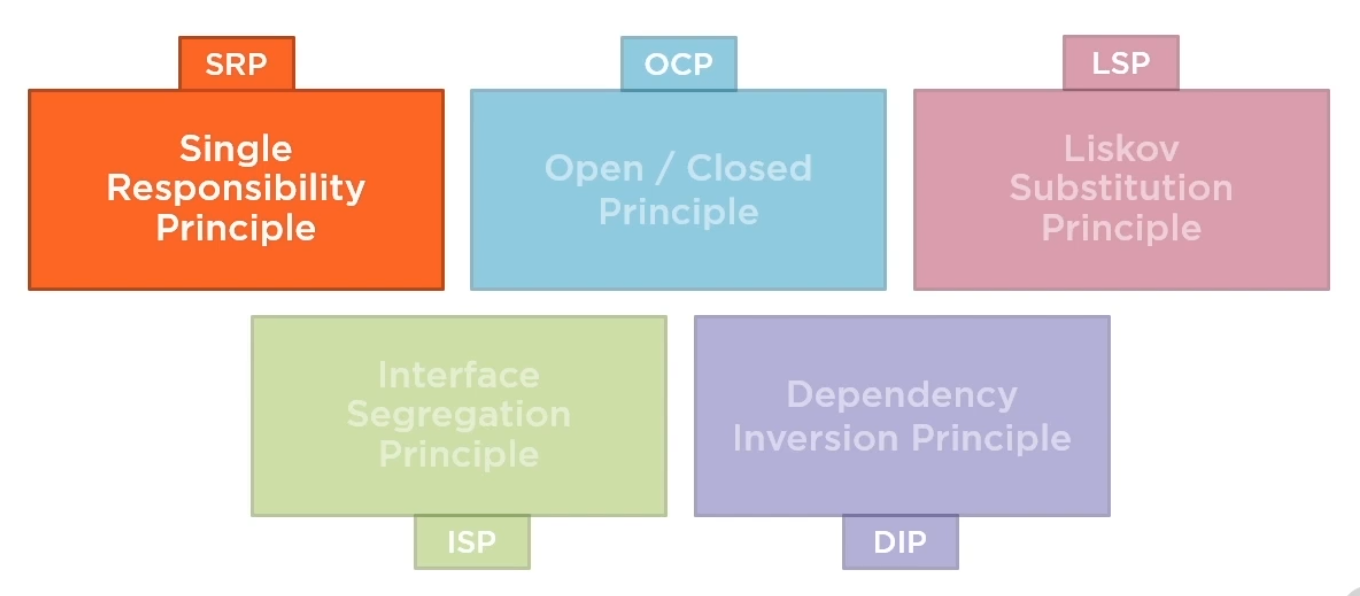 SRP
Single
Responsibility
Principle
OCP
Open / Closed
Principle
LSP
Liskov
Substitution
Principle
Interface
Segregation
Principle
ISP
Dependency
Inversion Principle
DIP